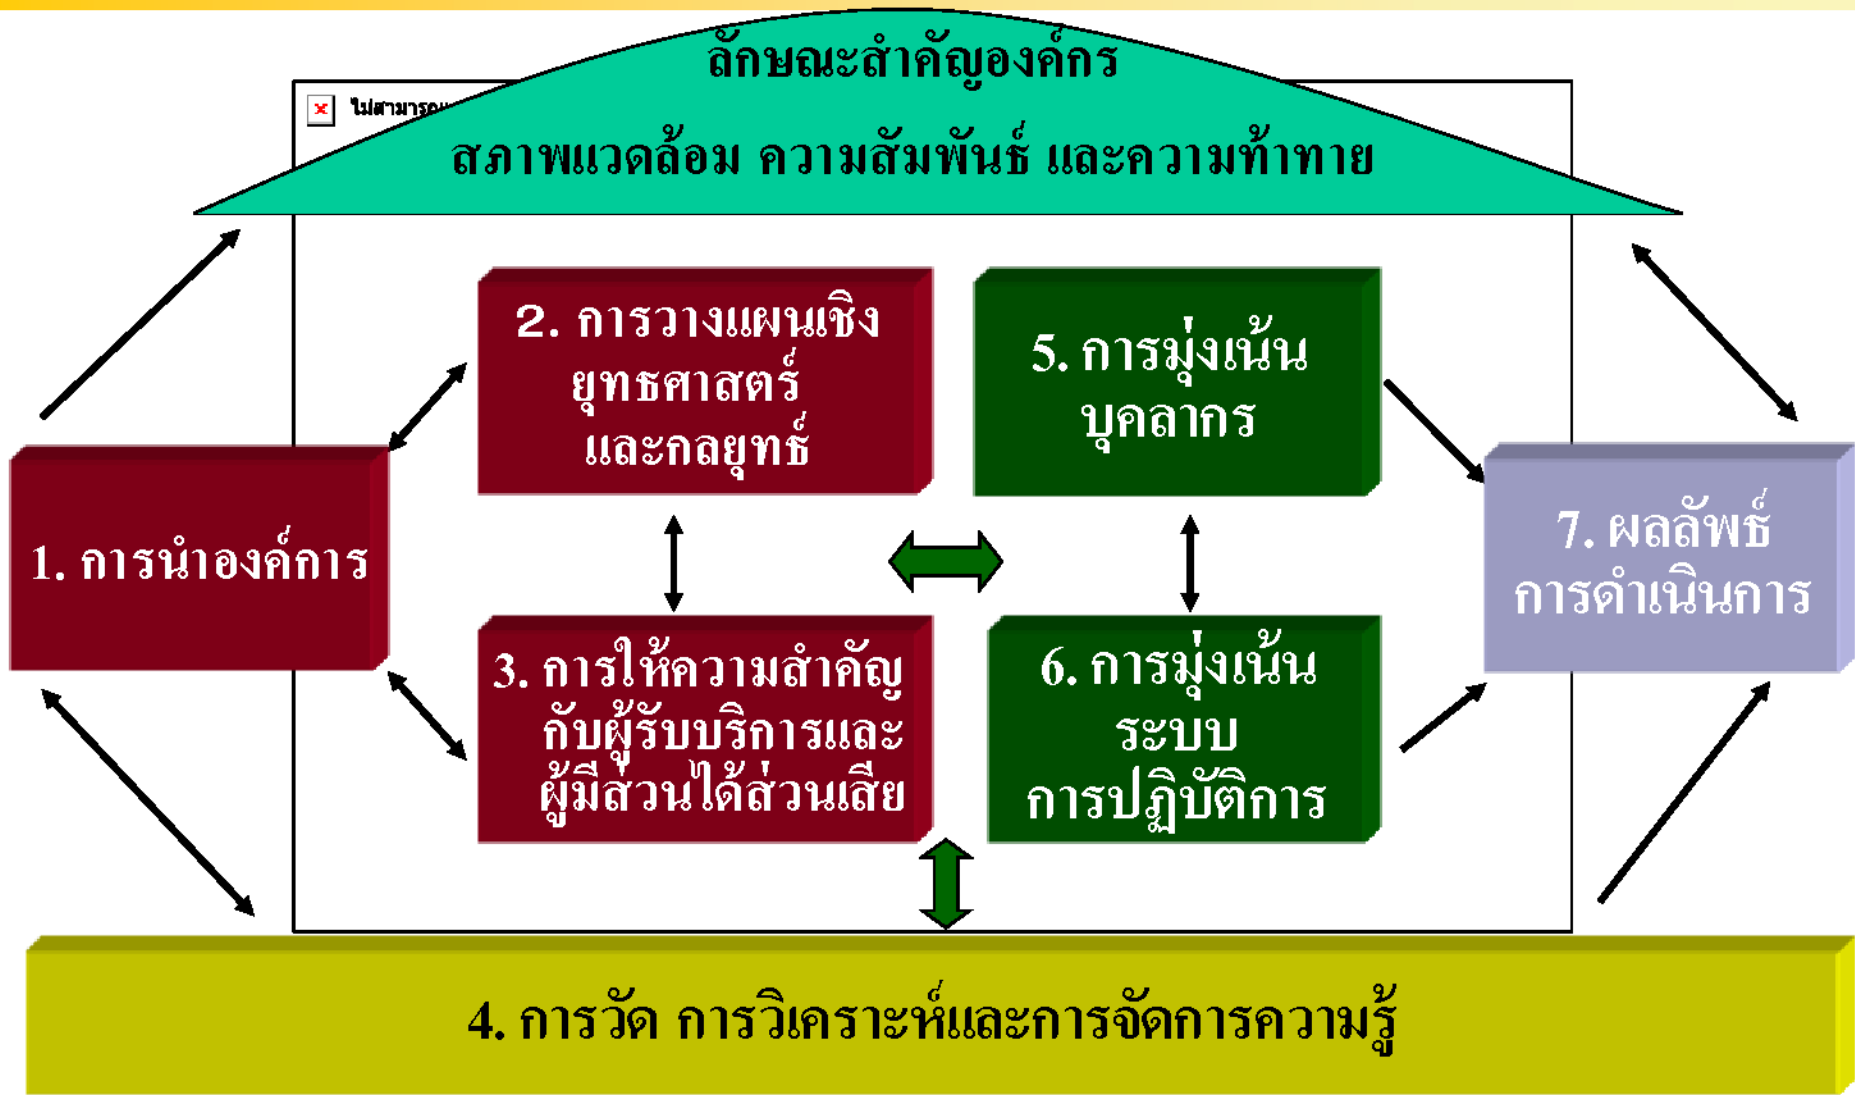 ลักษณะสำคัญองค์กร
สภาพแวดล้อม ความสัมพันธ์ และความท้าทาย
2. การวางแผนเชิง
ยุทธศาสตร์
และกลยุทธ์
5. การมุ่งเน้น
บุคลากร
1. การนำองค์การ
7. ผลลัพธ์
การดำเนินการ
3. การให้ความสำคัญ
กับผู้รับบริการและ
ผู้มีส่วนได้ส่วนเสีย
6. การมุ่งเน้น
ระบบ
การปฏิบัติการ
4. การวัด การวิเคราะห์และการจัดการความรู้